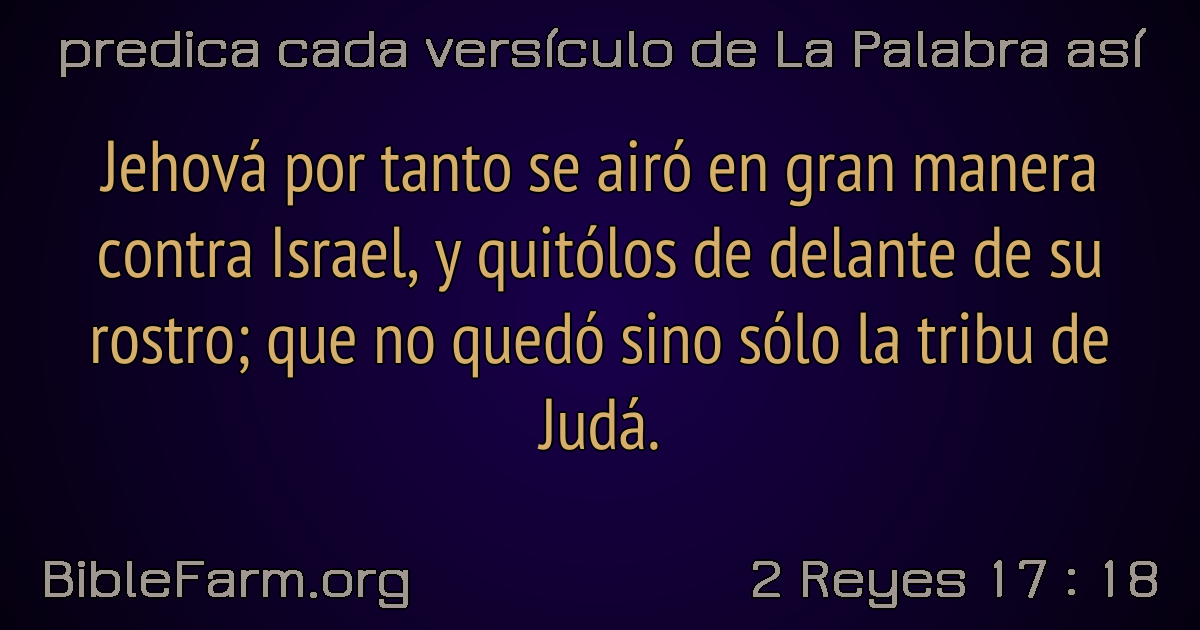 predica cada versículo de La Palabra así
Jehová por tanto se airó en gran manera
contra Israel, y quitólos de delante de su
rostro; que no quedó sino sólo la tribu de
Judá.
BibleFarm.org
2 Reyes 17 : 18